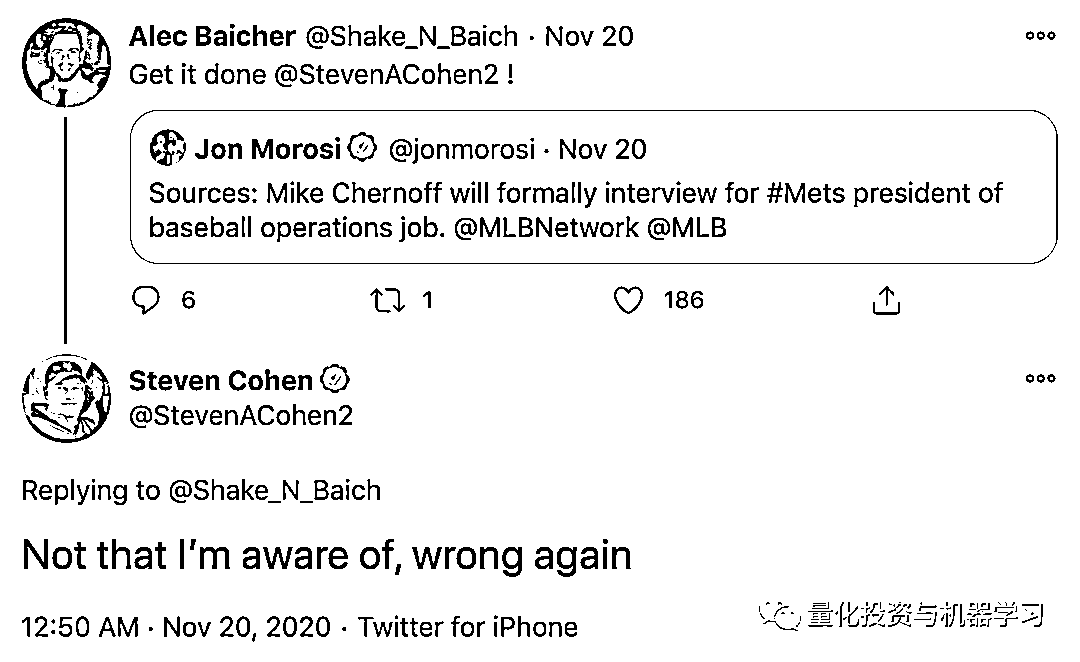 Alec Baicher @Shake_N_Baich · Nov 20
Get it done @StevenACohen2 !
Jon Morosi @jonmorosi · Nov 20
Sources: Mike Chernoff will formally interview for #Mets president of
baseball operations job. @MLBNetwork @MLB
6 1 186
Steven Cohen
@StevenACohen2
Replying to @Shake_N_Baich
Not that I'm aware of, wrong again
12:50 AM · Nov 20, 2020 · Twitter for iPhone
量化投资与机器学习